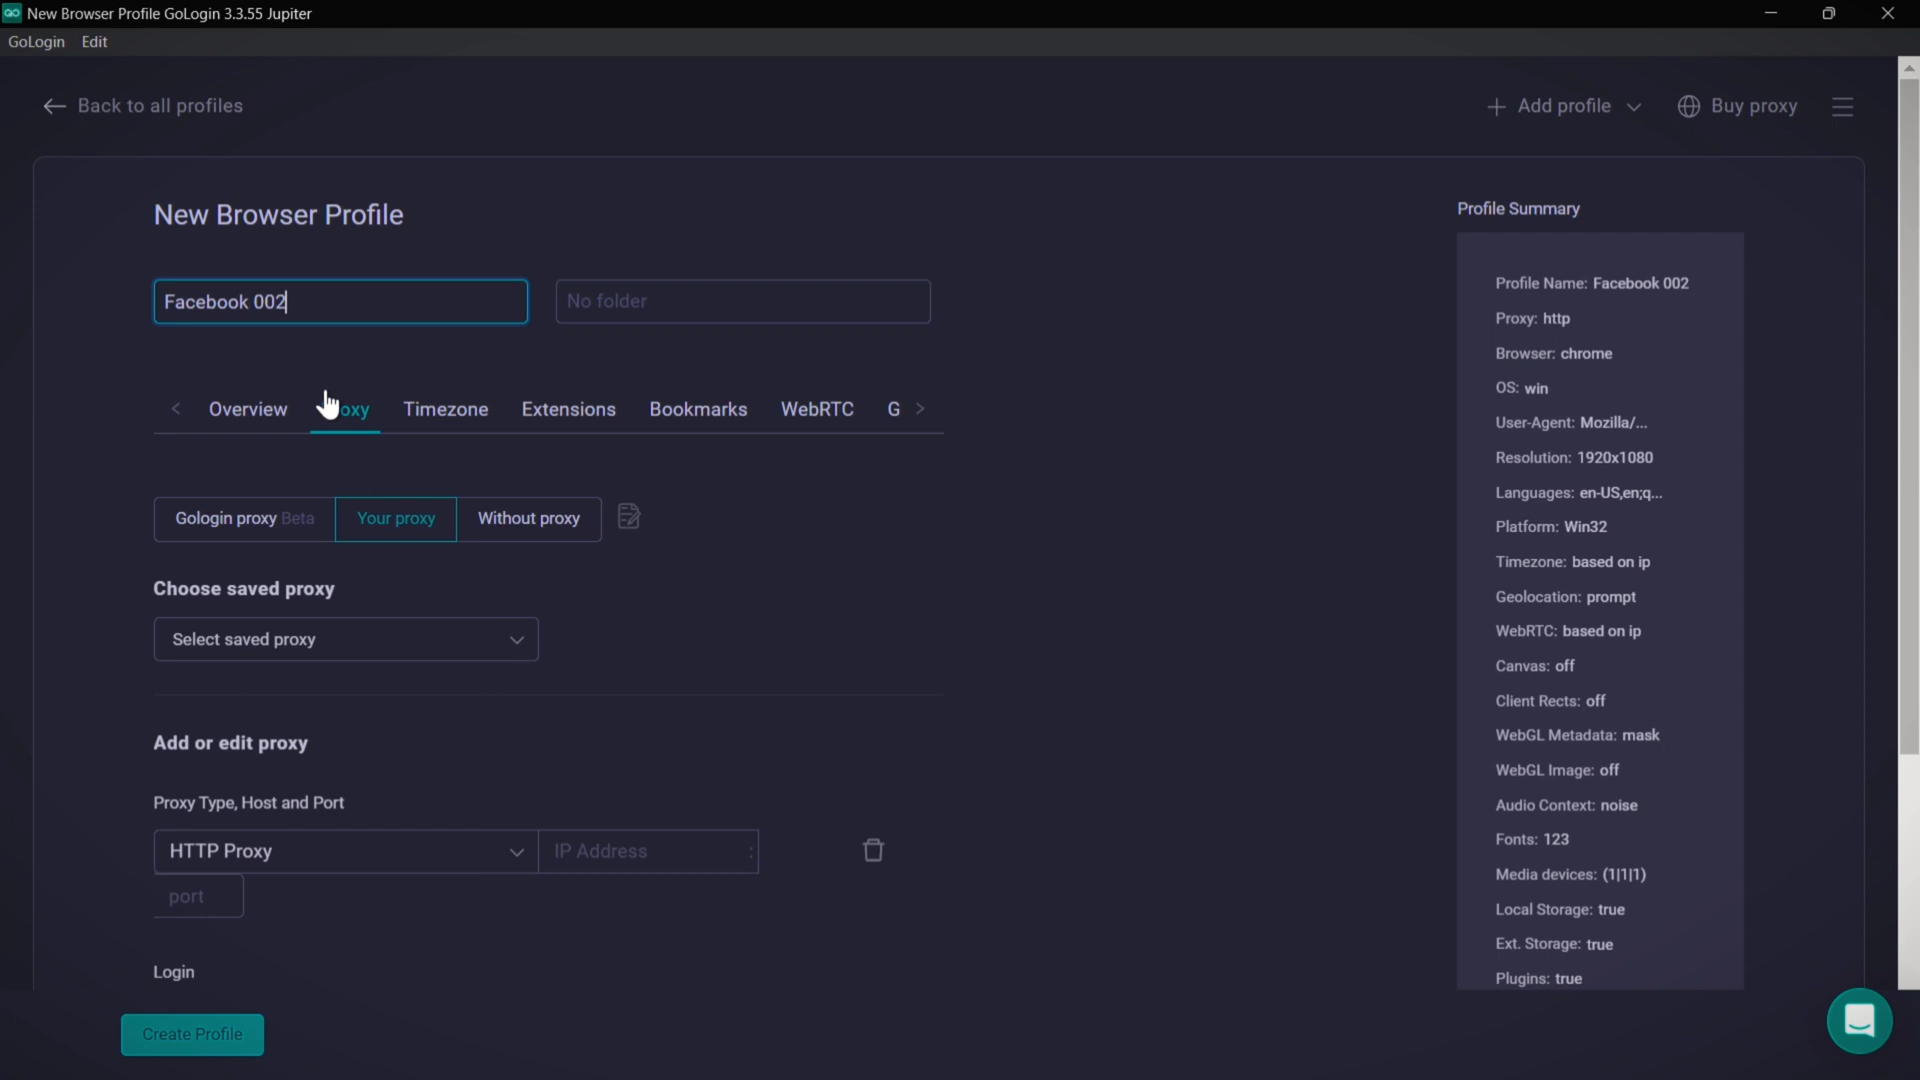 New Browser Profile GoLogin 3.3.55 Jupiter
GoLogin Edit
Back to all profiles
Add profile
Buy proxy
New Browser Profile
Facebook 002
No folder
Overview
oxy
Timezone
Extensions
Bookmarks
WebRTC
G
Gologin proxy Beta
Your proxy
Without proxy
Choose saved proxy
Select saved proxy
Add or edit proxy
Proxy Type, Host and Port
HTTP Proxy
IP Address :
port
Login
Create Profile
Profile Summary
Profile Name: Facebook 002
Proxy: http
Browser: chrome
OS: win
User-Agent: Mozilla/...
Resolution: 1920x1080
Languages: en-US,en;q...
Platform: Win32
Timezone: based on ip
Geolocation: prompt
WebRTC: based on ip
Canvas: off
Client Rects: off
WebGL Metadata: mask
WebGL Image: off
Audio Context: noise
Fonts: 123
Media devices: (1|1|1)
Local Storage: true
Ext. Storage: true
Plugins: true